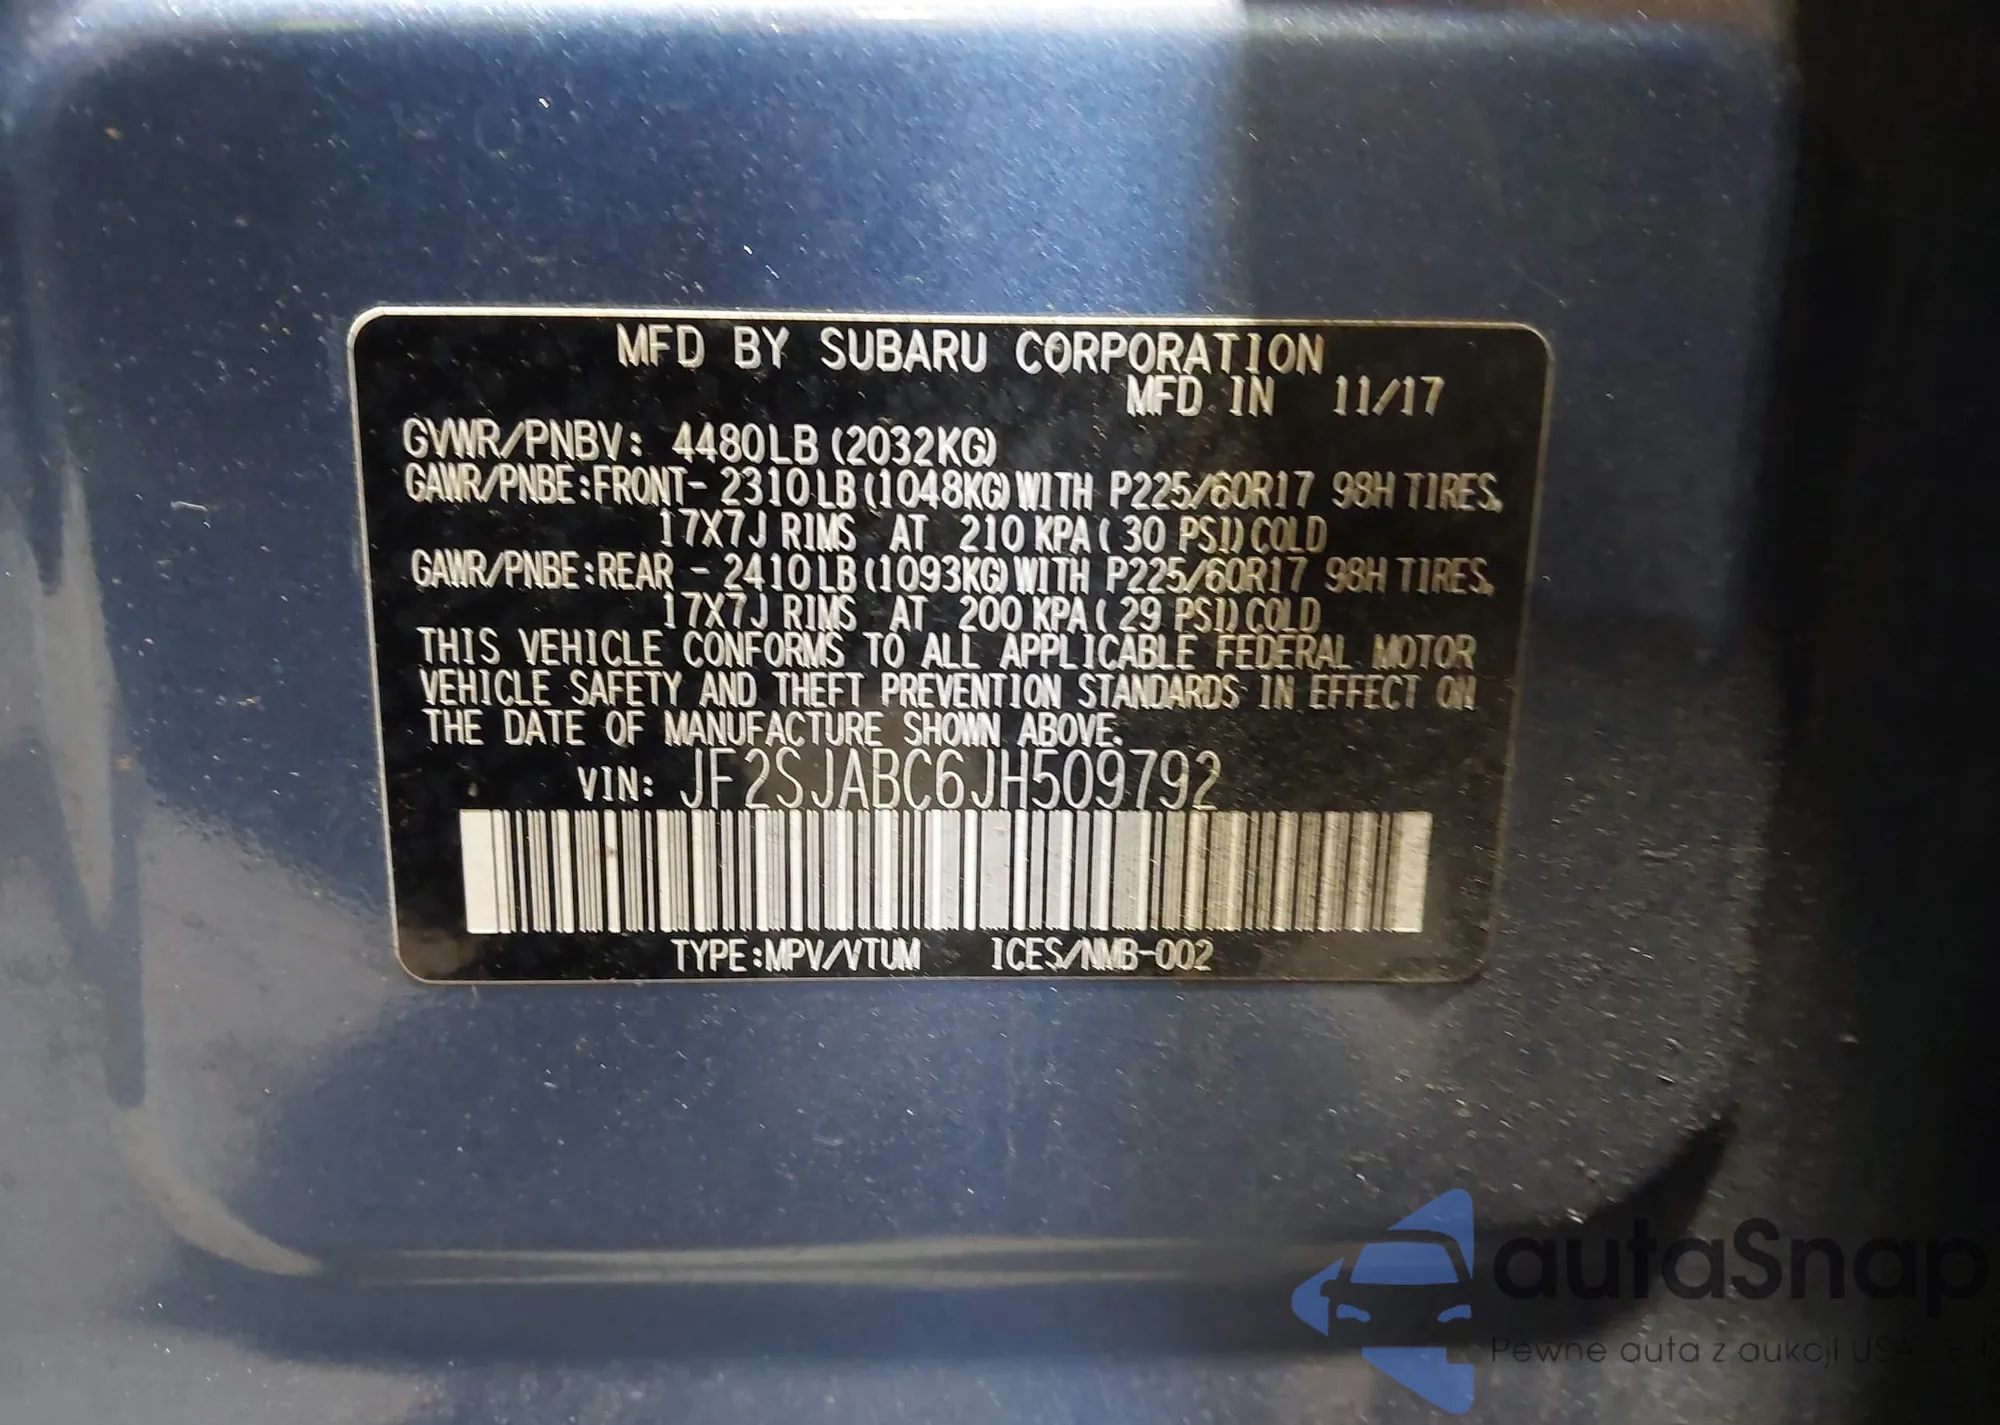 MFD BY SUBARU CORPORATION
MFD IN 11/17
GVWR/PNBV: 4480LB (2032KG)
GAWR/PNBE:FRONT- 2310LB(1048KG)WITH P225/60R17 98H TIRES,
17X7J RIMS AT 210 KPA( 30 PSI)COLD
GAWR/PNBE:REAR - 2410LB(1093KG)WITH P225/60R17 98H TIRES,
17X7J RIMS AT 200 KPA( 29 PSI)COLD
THIS VEHICLE CONFORMS TO ALL APPLICABLE FEDERAL MOTOR
VEHICLE SAFETY AND THEFT PREVENTION STANDARDS IN EFFECT ON
THE DATE OF MANUFACTURE SHOWN ABOVE.
VIN: JF2SJABC6JH509792
TYPE:MPV/VTUM ICES/NMB-002
autaSnap
Pewne auta z aukcji USA